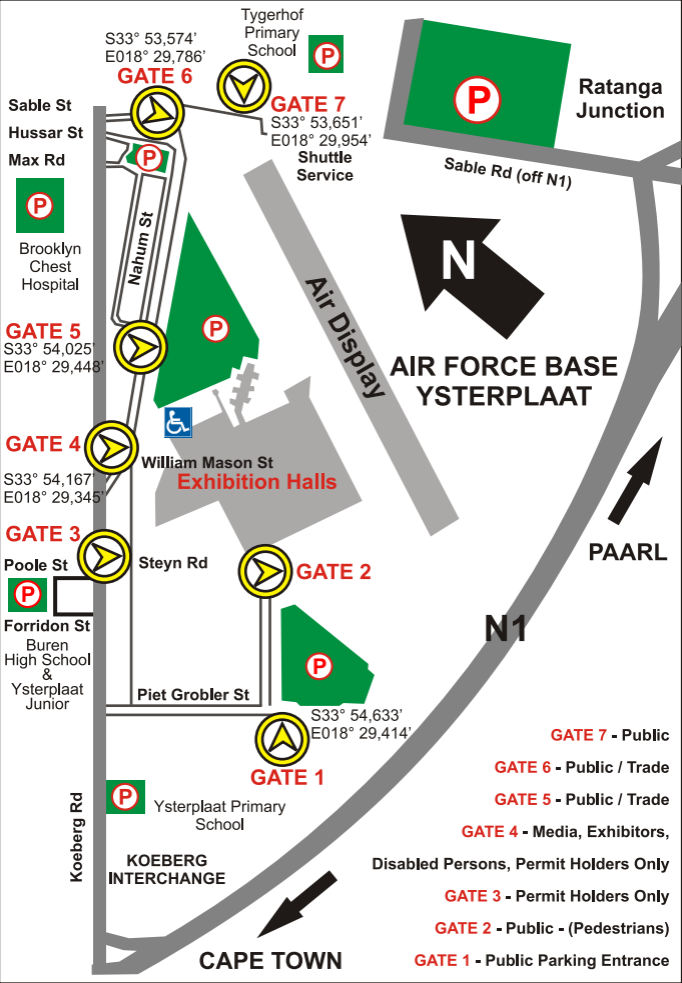 Tygerhof
Primary
School
P
S33° 53,574’
E018° 29,786’
GATE 6
GATE 7
S33° 53,651’
E018° 29,954’
Shuttle
Service
P
Ratanga
Junction
Sable Rd (off N1)
Sable St
Hussar St
Max Rd
P
P
Brooklyn
Chest
Hospital
Nahum St
N
Air Display
AIR FORCE BASE
YSTERPLAAT
P
GATE 5
S33° 54,025’
E018° 29,448’
GATE 4
S33° 54,167’
E018° 29,345’
William Mason St
Exhibition Halls
GATE 3
Poole St
Steyn Rd
GATE 2
PAARL
P
Forridon St
Buren
High School
&
Ysterplaat
Junior
N1
P
Piet Grobler St
S33° 54,633’
E018° 29,414’
GATE 1
P
Ysterplaat Primary
School
Koeberg Rd
KOEBERG
INTERCHANGE
CAPE TOWN
GATE 7 - Public
GATE 6 - Public / Trade
GATE 5 - Public / Trade
GATE 4 - Media, Exhibitors,
Disabled Persons, Permit Holders Only
GATE 3 - Permit Holders Only
GATE 2 - Public - (Pedestrians)
GATE 1 - Public Parking Entrance